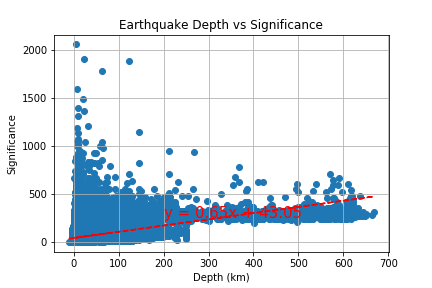 Earthquake Depth vs Significance
2000
1500
1000
500
0
Significance
y = 0.65x + 43.05
0 100 200 300 400 500 600 700
Depth (km)